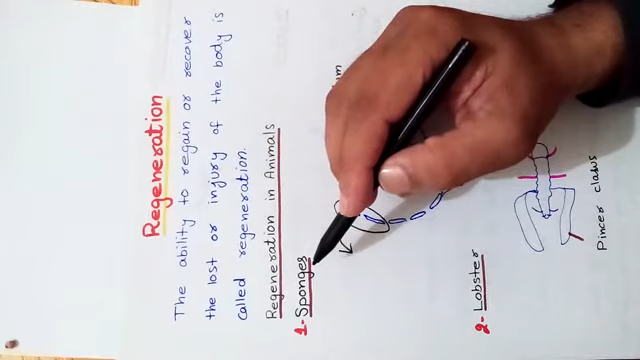 Regeneration
The ability to regain or recover
the lost or injury of the body is
called regeneration.
Regeneration in Animals
1- Sponges
2- Lobster
Pincer claws